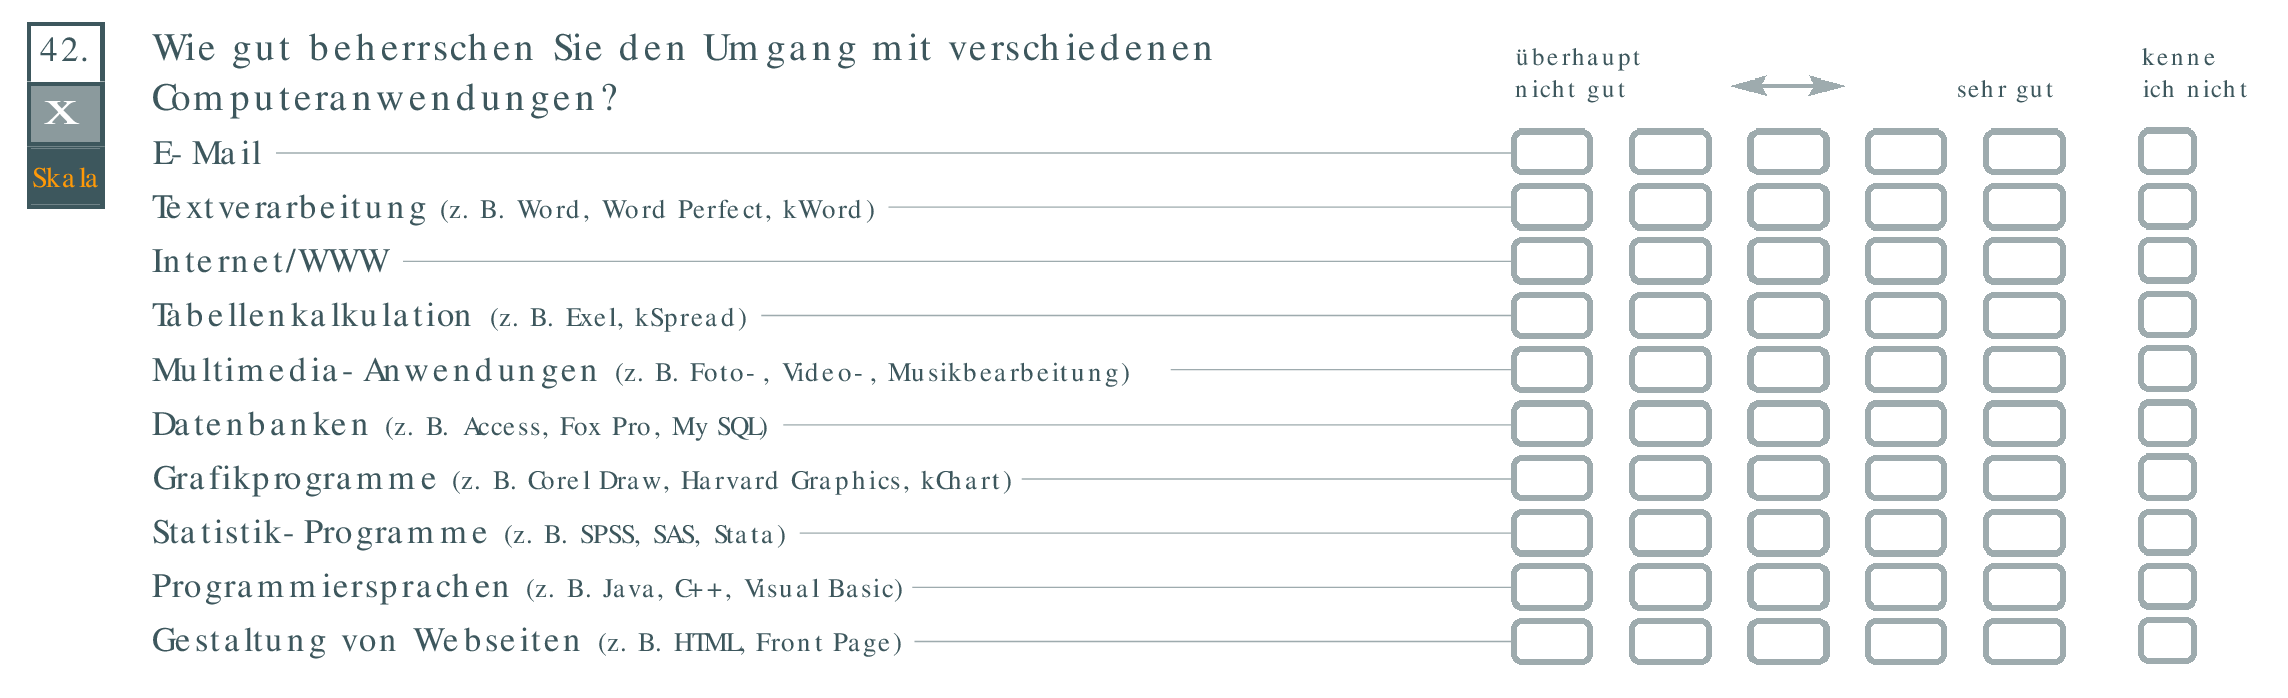 42.
X
Skala
Wie gut beherrschen Sie den Umgang mit verschiedenen
Computeranwendungen?
überhaupt
nicht gut
sehr gut
kenne
ich nicht
E-Mail
Textverarbeitung (z. B. Word, Word Perfect, kWord)
Internet/WWW
Tabellenkalkulation (z. B. Exel, kSpread)
Multimedia-Anwendungen (z. B. Foto-, Video-, Musikbearbeitung)
Datenbanken (z. B. Access, Fox Pro, My SQL)
Grafikprogramme (z. B. Corel Draw, Harvard Graphics, kChart)
Statistik-Programme (z. B. SPSS, SAS, Stata)
Programmiersprachen (z. B. Java, C++, Visual Basic)
Gestaltung von Webseiten (z. B. HTML, Front Page)